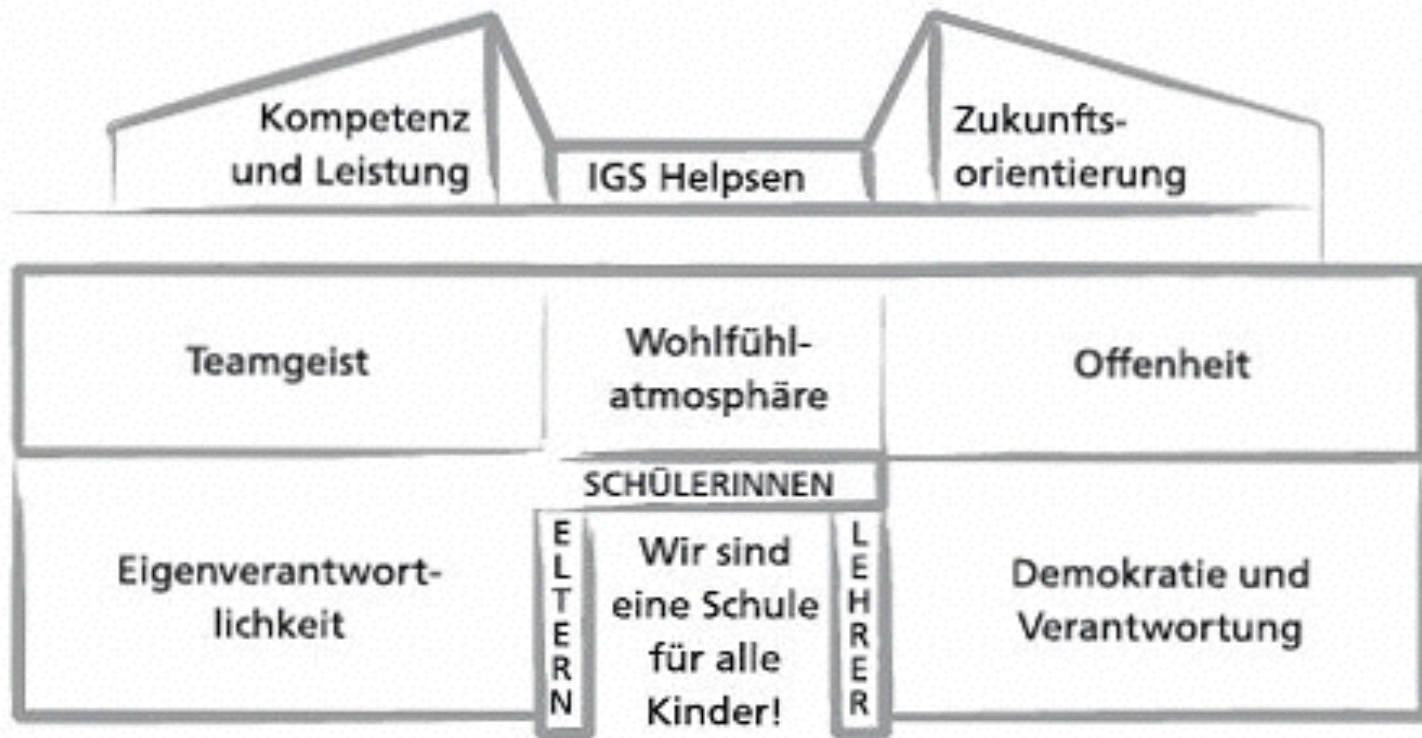 Kompetenz
und Leistung
IGS Helpsen
Zukunfts-
orientierung
Teamgeist
Wohlfühl-
atmosphäre
Offenheit
SCHÜLERINNEN
Eigenverantwort-
lichkeit
ELTERN
Wir sind
eine Schule
für alle
Kinder!
LEHRER
Demokratie und
Verantwortung